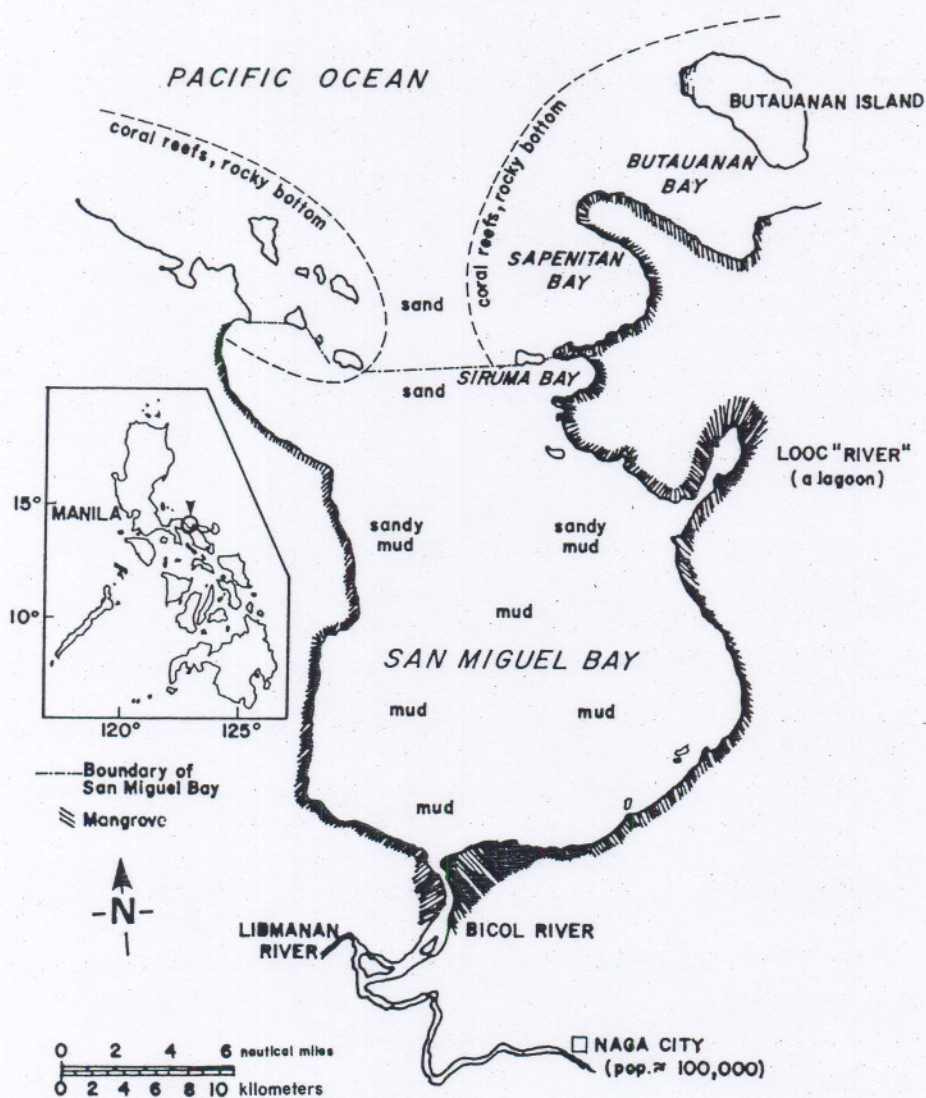 PACIFIC OCEAN
coral reefs, rocky bottom
coral reefs, rocky bottom
BUTAUANAN ISLAND
BUTAUANAN
BAY
SAPENITAN
BAY
sand
sand
SIRUMA BAY
LOOC "RIVER"
(a lagoon)
15°
MANILA
10°
120°
125°
sandy
mud
sandy
mud
mud
SAN MIGUEL BAY
mud
mud
mud
Boundary of
San Miguel Bay
Mangrove
-N-
LIBMANAN
RIVER
BICOL RIVER
NAGA CITY
(pop. ≈ 100,000)
0 2 4 6 nautical miles
0 2 4 6 8 10 kilometers